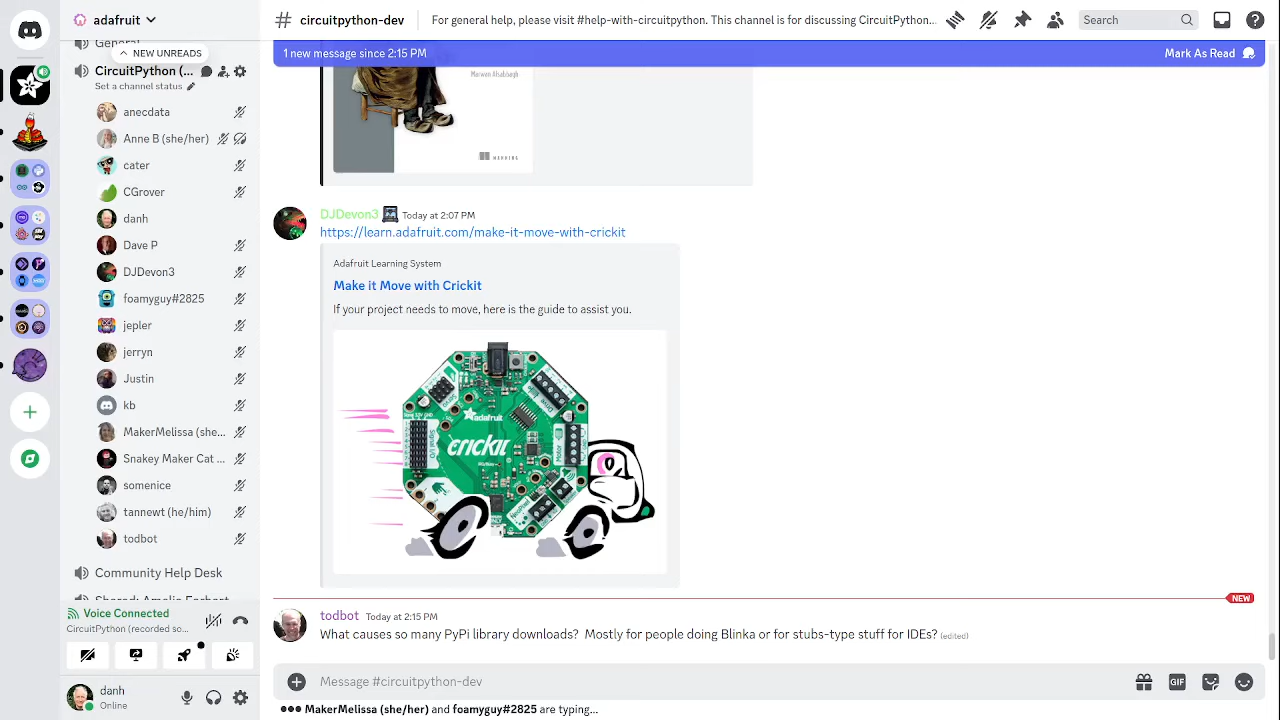 adafruit
# circuitpython-dev
For general help, please visit #help-with-circuitpython. This channel is for discussing CircuitPython...
Search
General
NEW UNREADS
1 new message since 2:15 PM
Mark As Read
CircuitPython (...
Set a channel status
anecdata
Anne B (she/her)
cater
CGrover
danh
Dave P
DJDevon3
foamyguy#2825
jepler
jerryn
Justin
kb
MakerMelissa (she...
Snakey Maker Cat ...
somenice
tannewt (he/him)
todbot
Community Help Desk
Voice Connected
CircuitPython (recorded so...
danh
Online
Marwan Alsabbagh
MANNING
DJDevon3 Today at 2:07 PM
https://learn.adafruit.com/make-it-move-with-crickit
Adafruit Learning System
Make it Move with Crickit
If your project needs to move, here is the guide to assist you.
adafruit
crickit
NEW
todbot Today at 2:15 PM
What causes so many PyPi library downloads? Mostly for people doing Blinka or for stubs-type stuff for IDEs? (edited)
Message #circuitpython-dev
GIF
MakerMelissa (she/her) and foamyguy#2825 are typing...